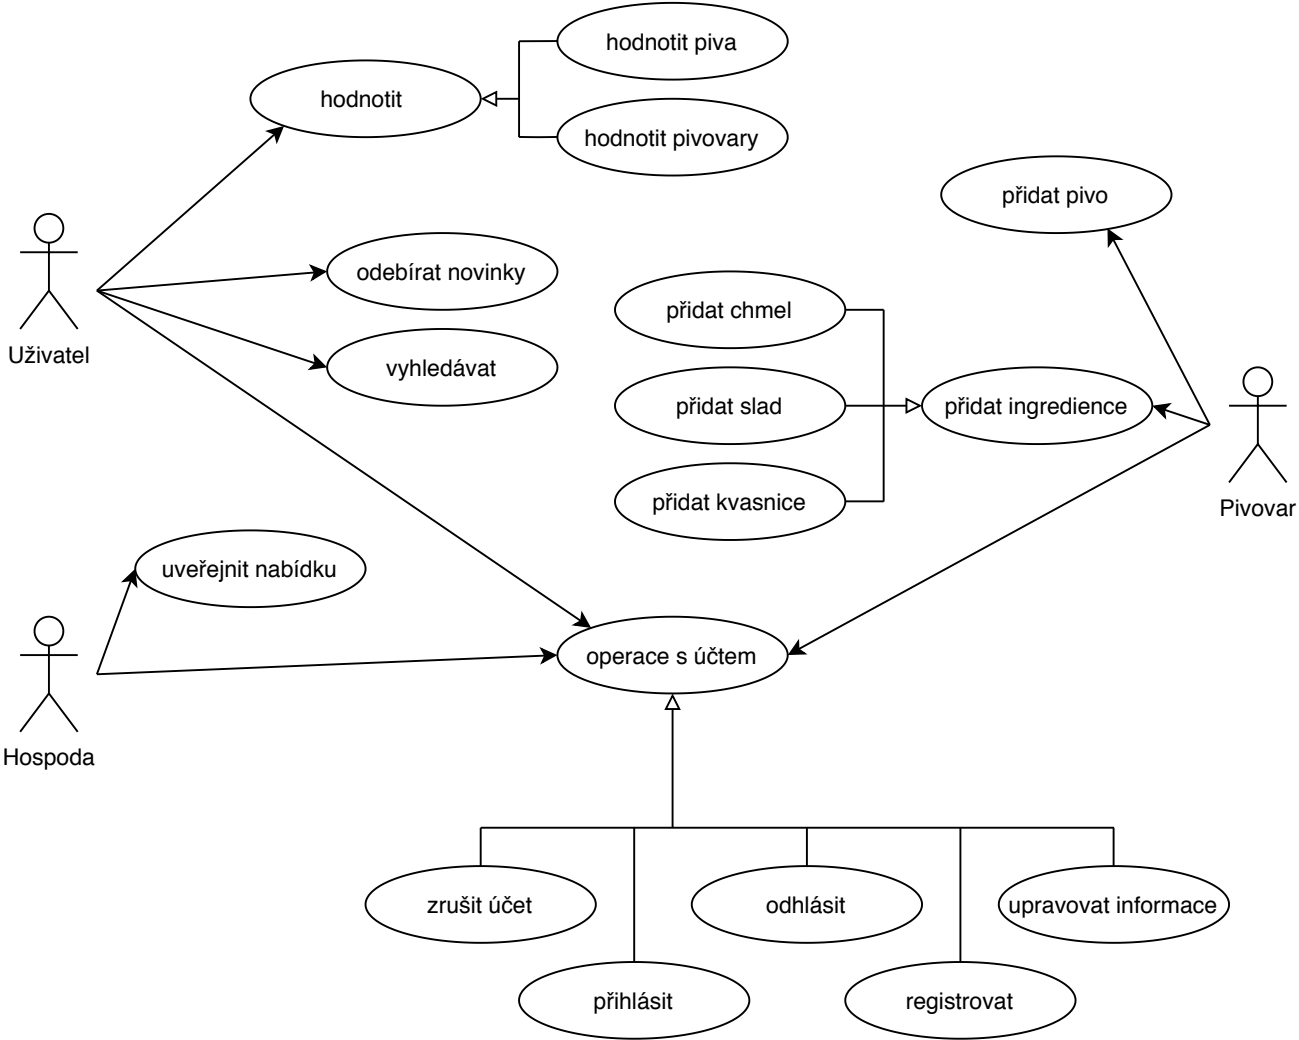 hodnotit piva
hodnotit
hodnotit pivovary
přidat pivo
odebírat novinky
přidat chmel
Uživatel
vyhledávat
přidat slad
přidat ingredience
přidat kvasnice
Pivovar
uveřejnit nabídku
operace s účtem
Hospoda
zrušit účet
odhlásit
upravovat informace
přihlásit
registrovat